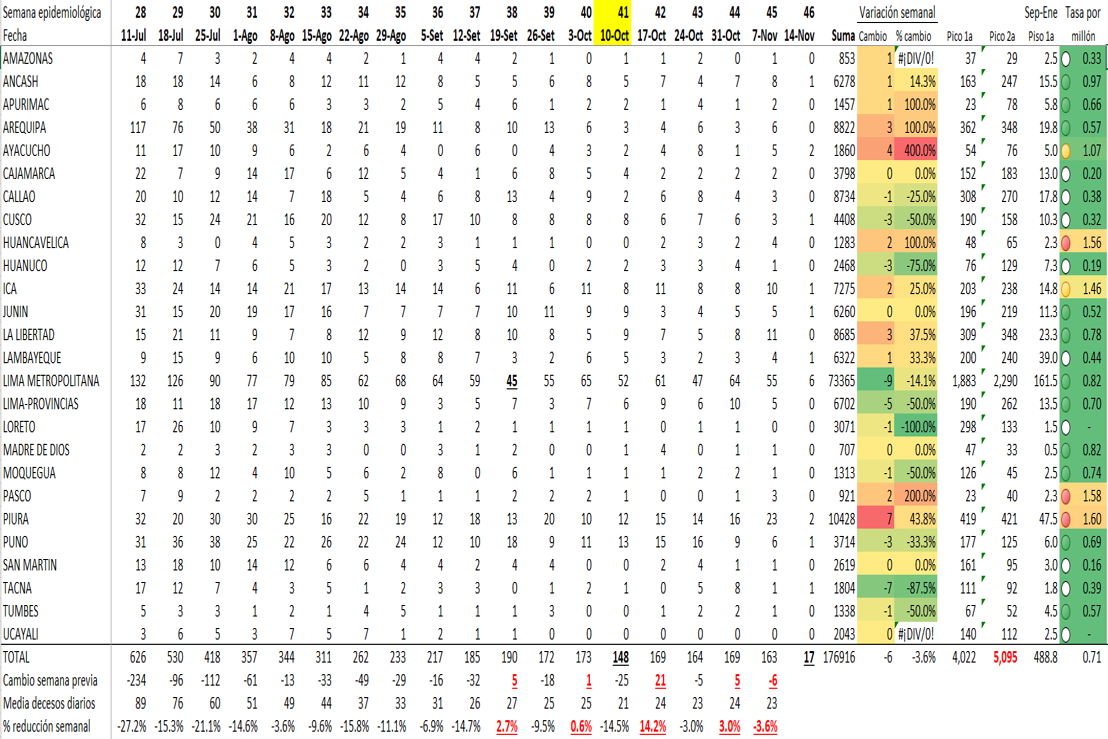 Semana epidemiológica 28 29 30 31 32 33 34 35 36 37 38 39 40 41 42 43 44 45 46 Variación semanal Sep-Ene Tasa por
Fecha 11-Jul 18-Jul 25-Jul 1-Ago 8-Ago 15-Ago 22-Ago 29-Ago 5-Set 12-Set 19-Set 26-Set 3-Oct 10-Oct 17-Oct 24-Oct 31-Oct 7-Nov 14-Nov Suma Cambio % cambio Pico 1a Pico 2a Piso 1a millón
AMAZONAS 4 7 3 2 4 4 2 1 4 4 2 1 0 1 1 2 0 1 0 853 1 #¡DIV/0! 37 29 2.5 0.33
ANCASH 18 18 14 6 8 12 11 12 8 5 5 6 8 5 7 4 7 8 1 6278 1 14.3% 163 247 15.5 0.97
APURIMAC 6 8 6 6 6 3 3 2 5 4 6 1 2 2 1 4 1 2 0 1457 1 100.0% 23 78 5.8 0.66
AREQUIPA 117 76 50 38 31 18 21 19 11 8 10 13 6 3 4 6 3 6 0 8822 3 100.0% 362 348 19.8 0.57
AYACUCHO 11 17 10 9 6 2 6 4 0 6 0 4 3 2 4 8 1 5 2 1860 4 400.0% 54 76 5.0 1.07
CAJAMARCA 22 7 9 14 17 6 12 5 4 1 6 8 5 4 2 2 2 2 0 3798 0 0.0% 152 183 13.0 0.20
CALLAO 20 10 12 14 7 18 5 4 6 8 13 4 9 2 6 8 4 3 0 8734 -1 -25.0% 308 270 17.8 0.38
CUSCO 32 15 24 21 16 20 12 8 17 10 8 8 8 8 6 7 6 3 1 4408 -3 -50.0% 190 158 10.3 0.32
HUANCAVELICA 8 3 0 4 5 3 2 2 3 1 1 1 0 0 2 3 2 4 0 1283 2 100.0% 48 65 2.3 1.56
HUANUCO 12 12 7 6 5 3 3 0 3 5 4 0 2 2 3 3 4 1 0 2468 -3 -75.0% 76 129 7.3 0.19
ICA 33 24 14 14 21 17 13 14 14 6 11 6 11 8 11 8 8 10 1 7275 2 25.0% 203 238 14.8 1.46
JUNIN 31 15 20 19 17 16 7 7 7 7 10 11 9 9 3 4 5 5 1 6260 0 0.0% 196 219 11.3 0.52
LA LIBERTAD 15 21 11 9 7 8 12 9 12 8 10 8 5 9 7 5 8 11 0 8685 3 37.5% 309 348 23.3 0.78
LAMBAYEQUE 9 15 9 6 10 10 5 8 8 7 3 2 6 5 3 2 3 4 1 6322 1 33.3% 200 240 39.0 0.44
LIMA METROPOLITANA 132 126 90 77 79 85 62 68 64 59 45 55 65 52 61 47 64 55 6 73365 -9 -14.1% 1,883 2,290 161.5 0.82
LIMA-PROVINCIAS 18 11 18 17 12 13 10 9 3 5 7 3 7 6 9 6 10 5 0 6702 -5 -50.0% 190 262 13.5 0.70
LORETO 17 26 10 9 7 3 3 3 1 2 1 1 1 1 0 1 1 0 0 3071 -1 -100.0% 298 133 1.5 -
MADRE DE DIOS 2 2 3 2 3 3 0 0 3 1 2 0 0 1 4 0 1 1 0 707 0 0.0% 47 33 0.5 0.82
MOQUEGUA 8 8 12 4 10 5 6 2 8 0 6 1 1 1 1 2 2 1 0 1313 -1 -50.0% 126 45 2.5 0.74
PASCO 7 9 2 2 2 2 5 1 1 1 2 2 2 1 0 0 1 3 0 921 2 200.0% 23 40 2.3 1.58
PIURA 32 20 30 30 25 16 22 19 12 18 13 20 10 12 15 14 16 23 2 10428 7 43.8% 419 421 47.5 1.60
PUNO 31 36 38 25 22 26 22 24 12 10 18 9 11 13 15 16 9 6 1 3714 -3 -33.3% 177 125 6.0 0.69
SAN MARTIN 13 18 10 14 12 6 6 4 4 2 4 4 0 0 2 4 1 1 0 2619 0 0.0% 161 95 3.0 0.16
TACNA 17 12 7 4 3 5 1 2 3 3 0 1 2 1 0 5 8 1 1 1804 -7 -87.5% 111 92 1.8 0.39
TUMBES 5 3 3 1 2 1 4 5 1 1 1 3 0 0 1 2 2 1 0 1338 -1 -50.0% 67 52 4.5 0.57
UCAYALI 3 6 5 3 7 5 7 1 2 1 1 0 0 0 0 0 0 0 0 2043 0 #¡DIV/0! 140 112 2.5 -
TOTAL 626 530 418 357 344 311 262 233 217 185 190 172 173 148 169 164 169 163 17 176916 -6 -3.6% 4,022 5,095 488.8 0.71
Cambio semana previa -234 -96 -112 -61 -13 -33 -49 -29 -16 -32 5 -18 1 -25 21 -5 5 -6
Media decesos diarios 89 76 60 51 49 44 37 33 31 26 27 25 25 21 24 23 24 23
% reducción semanal -27.2% -15.3% -21.1% -14.6% -3.6% -9.6% -15.8% -11.1% -6.9% -14.7% 2.7% -9.5% 0.6% -14.5% 14.2% -3.0% 3.0% -3.6%